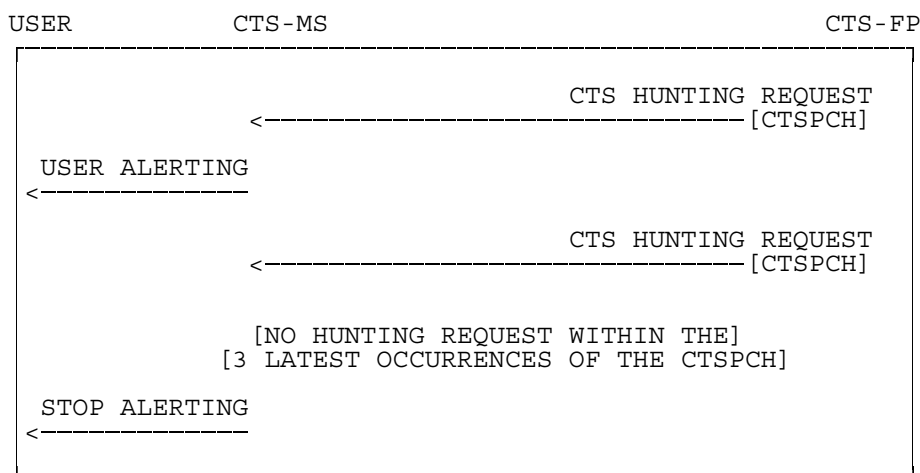 USER CTS-MS CTS-FP
CTS HUNTING REQUEST
[CTSPCH]
USER ALERTING
CTS HUNTING REQUEST
[CTSPCH]
[NO HUNTING REQUEST WITHIN THE]
[3 LATEST OCCURRENCES OF THE CTSPCH]
STOP ALERTING